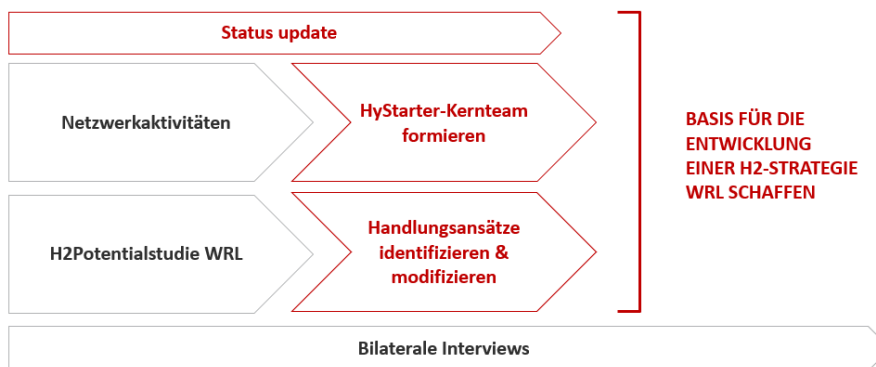 Status update
Netzwerkaktivitäten
HyStarter-Kernteam
formieren
BASIS FÜR DIE
ENTWICKLUNG
EINER H2-STRATEGIE
WRL SCHAFFEN
H2Potentialstudie WRL
Handlungsansätze
identifizieren &
modifizieren
Bilaterale Interviews